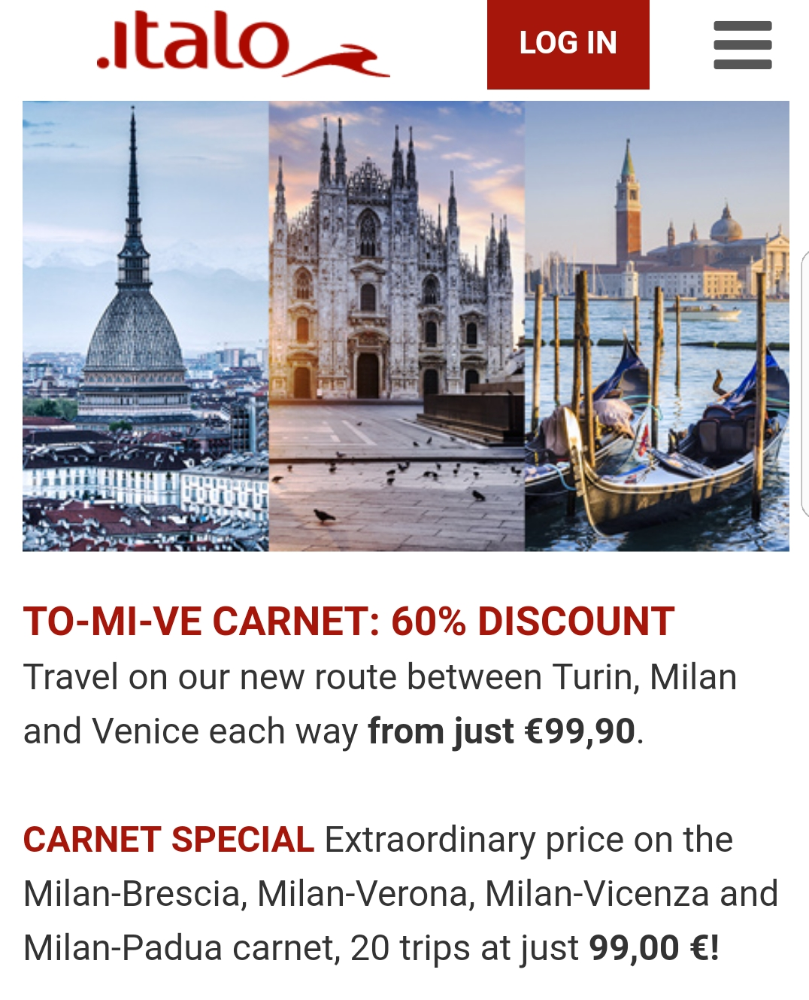 .italo
LOG IN
TO-MI-VE CARNET: 60% DISCOUNT
Travel on our new route between Turin, Milan
and Venice each way from just €99,90.
CARNET SPECIAL Extraordinary price on the
Milan-Brescia, Milan-Verona, Milan-Vicenza and
Milan-Padua carnet, 20 trips at just 99,00 €!